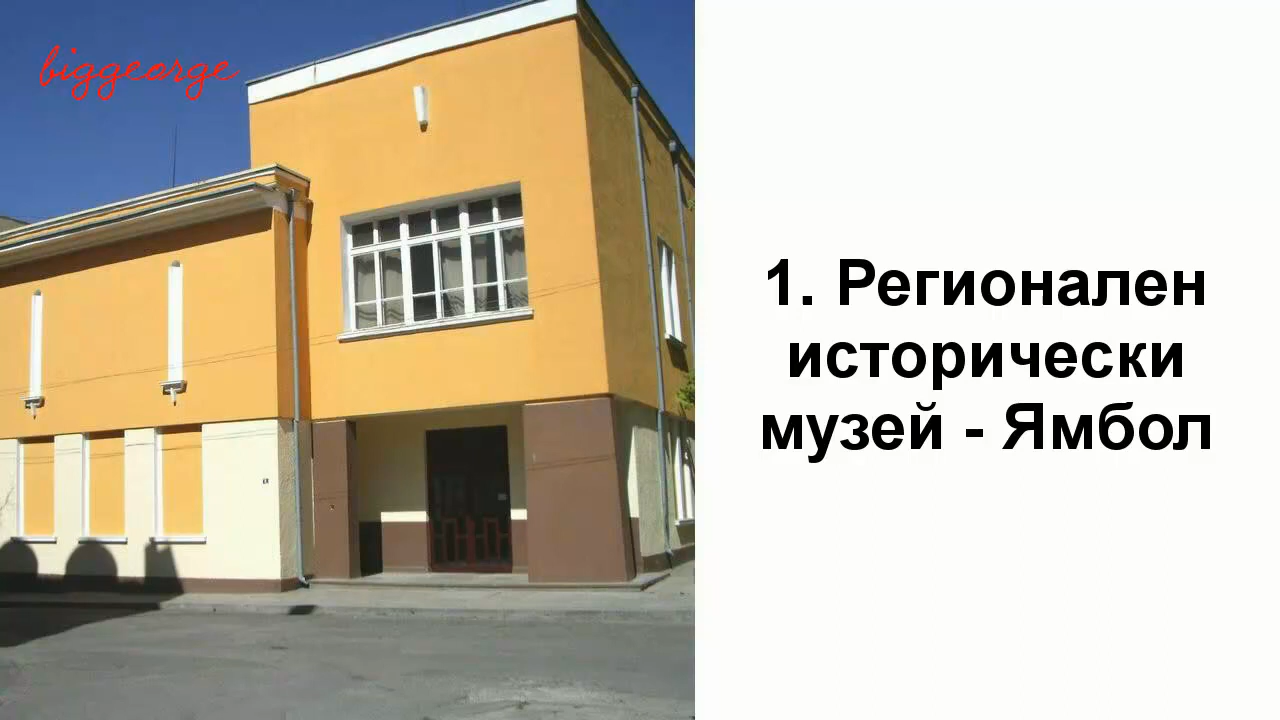 biggeorge
1. Регионален
исторически
музей - Ямбол